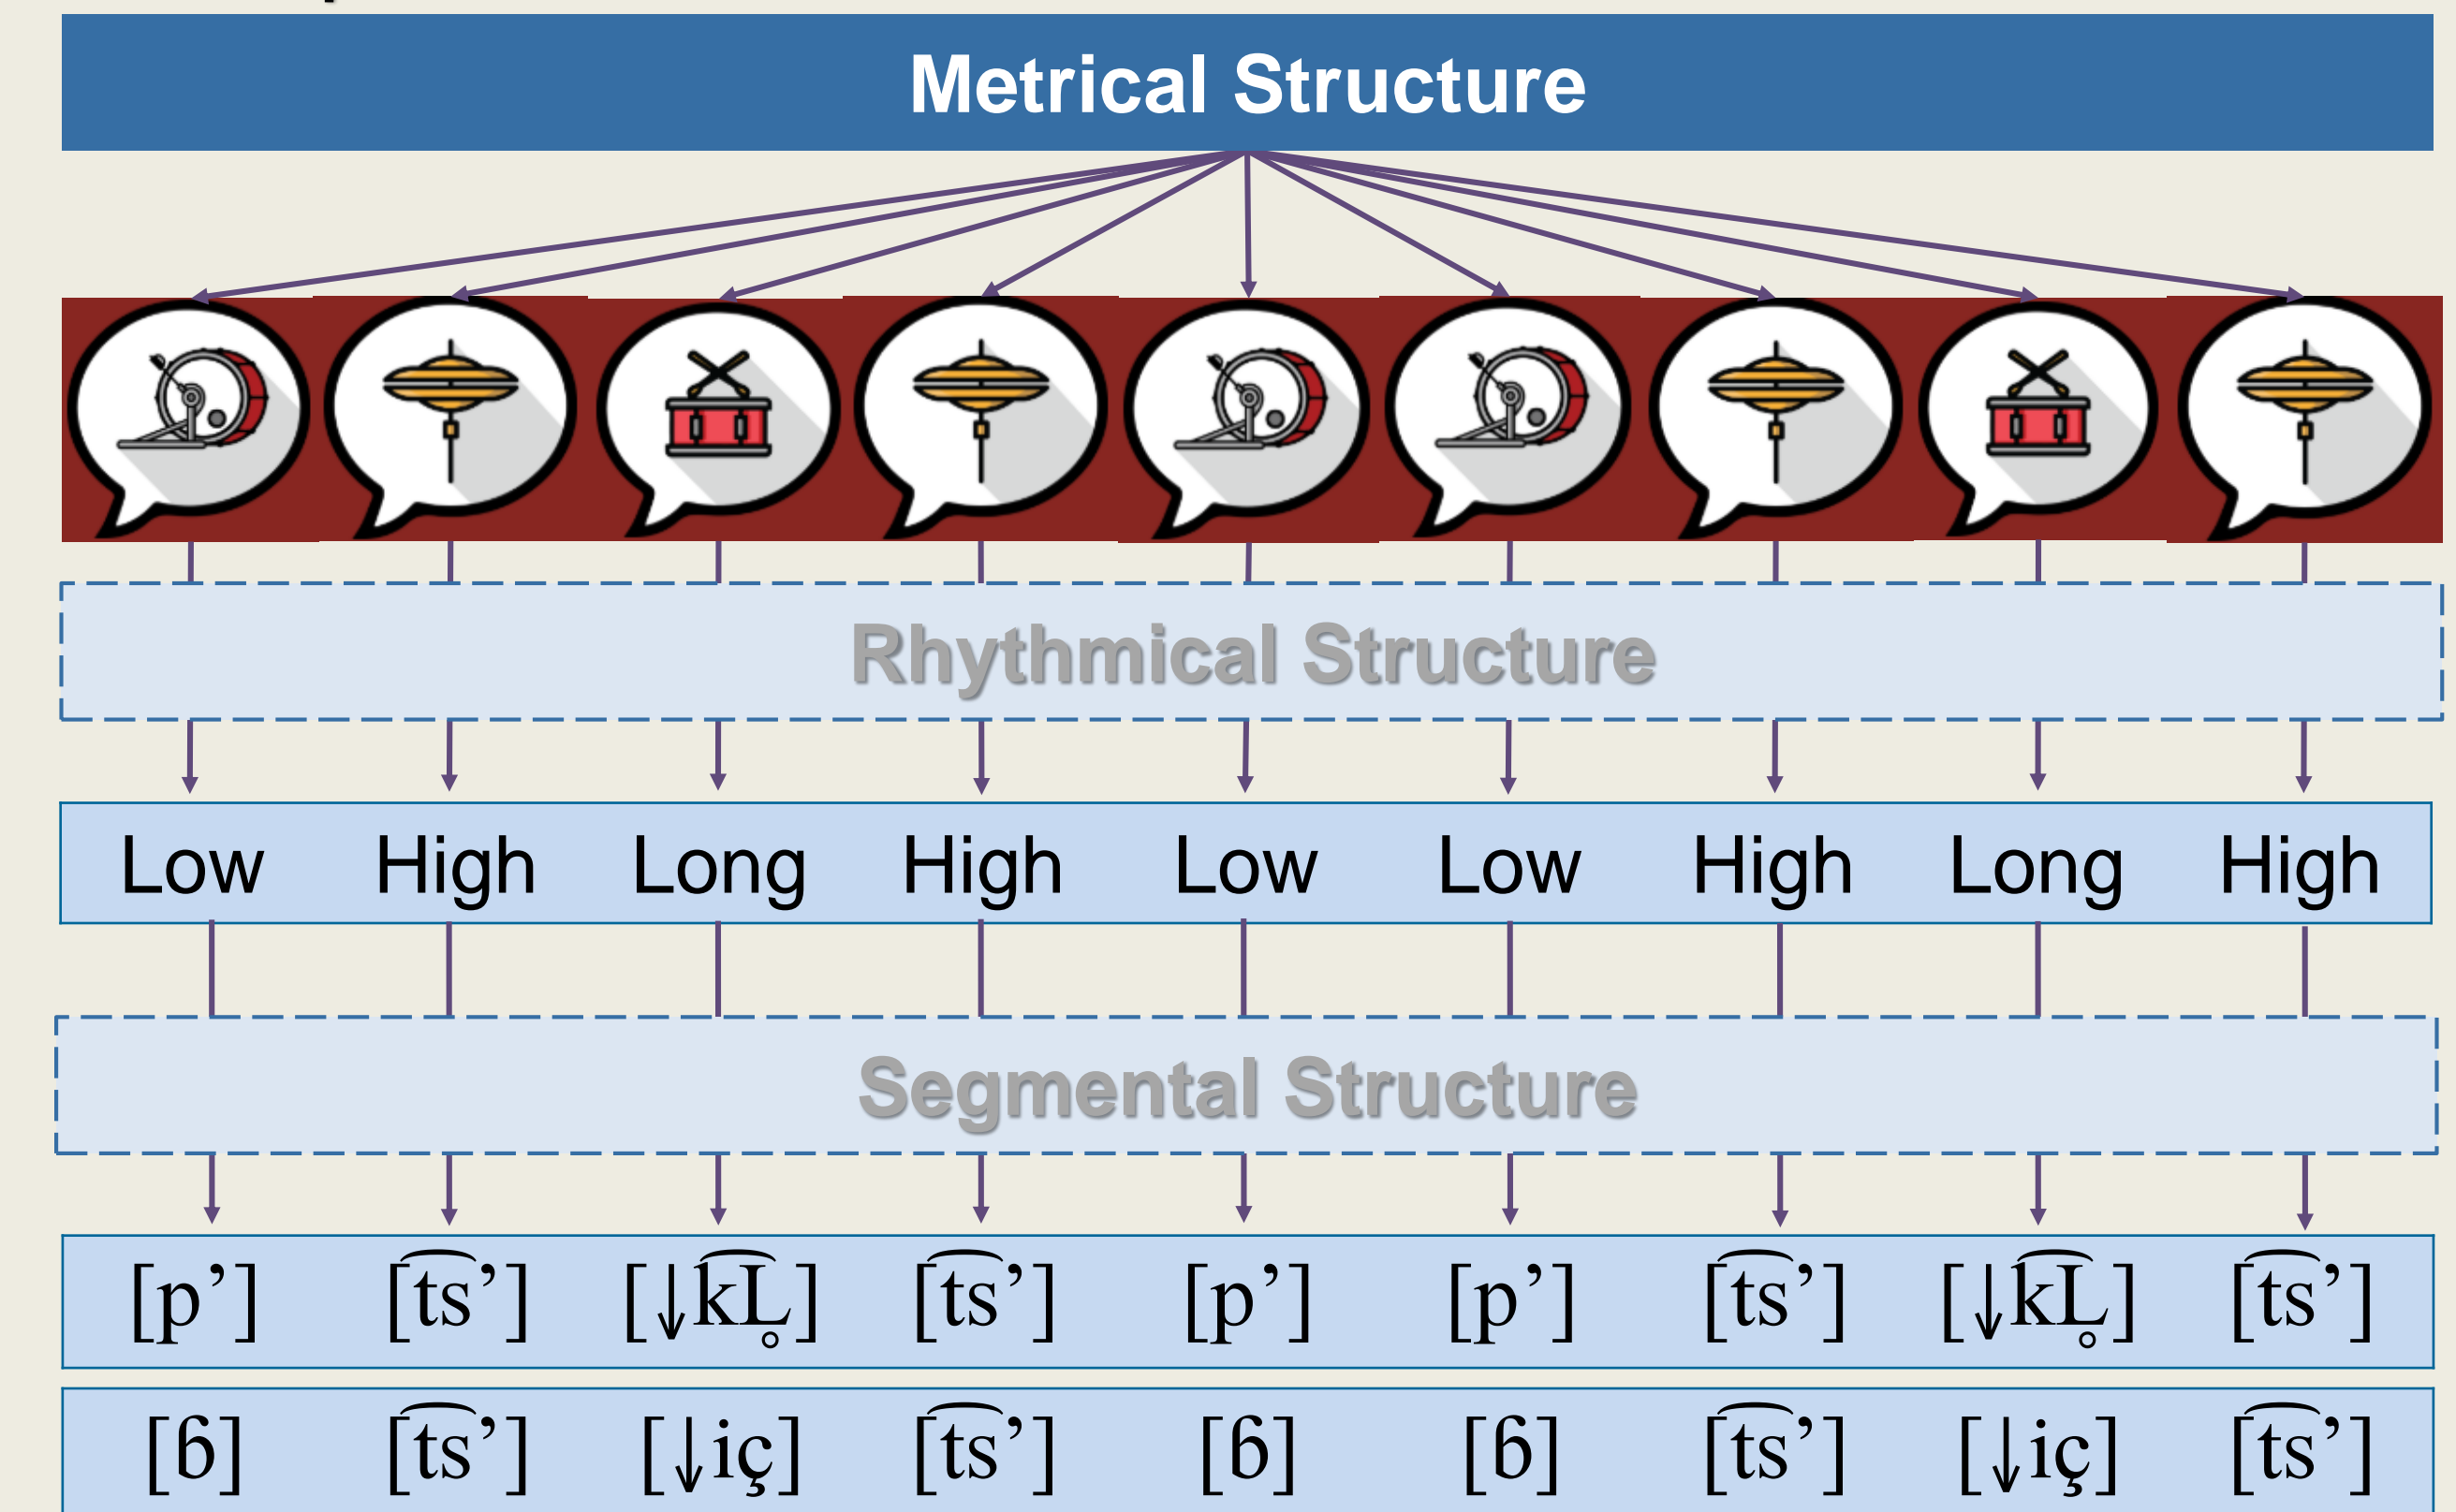 Metrical Structure
Rhythmical Structure
Low High Long High Low Low High Long High
Segmental Structure
[p’] [t͡s’] [↓k͡Ḷ̥] [t͡s’] [p’] [p’] [t͡s’] [↓k͡Ḷ̥] [t͡s’]
[ɓ] [t͡s’] [↓iç] [t͡s’] [ɓ] [ɓ] [t͡s’] [↓iç] [t͡s’]